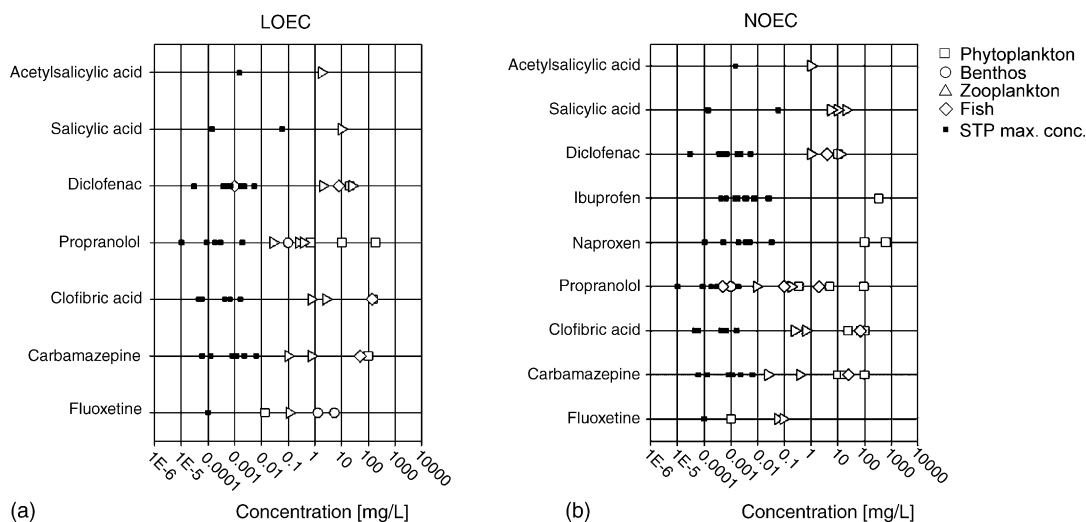 LOEC
Acetylsalicylic acid
Salicylic acid
Diclofenac
Propranolol
Clofibric acid
Carbamazepine
Fluoxetine
1E-6
1E-5
0.0001
0.001
0.01
0.1
1
10
100
1000
10000
(a)
Concentration [mg/L]
NOEC
Acetylsalicylic acid
Salicylic acid
Diclofenac
Ibuprofen
Naproxen
Propranolol
Clofibric acid
Carbamazepine
Fluoxetine
1E-6
1E-5
0.0001
0.001
0.01
0.1
1
10
100
1000
10000
(b)
Concentration [mg/L]
Phytoplankton
Benthos
Zooplankton
Fish
STP max. conc.